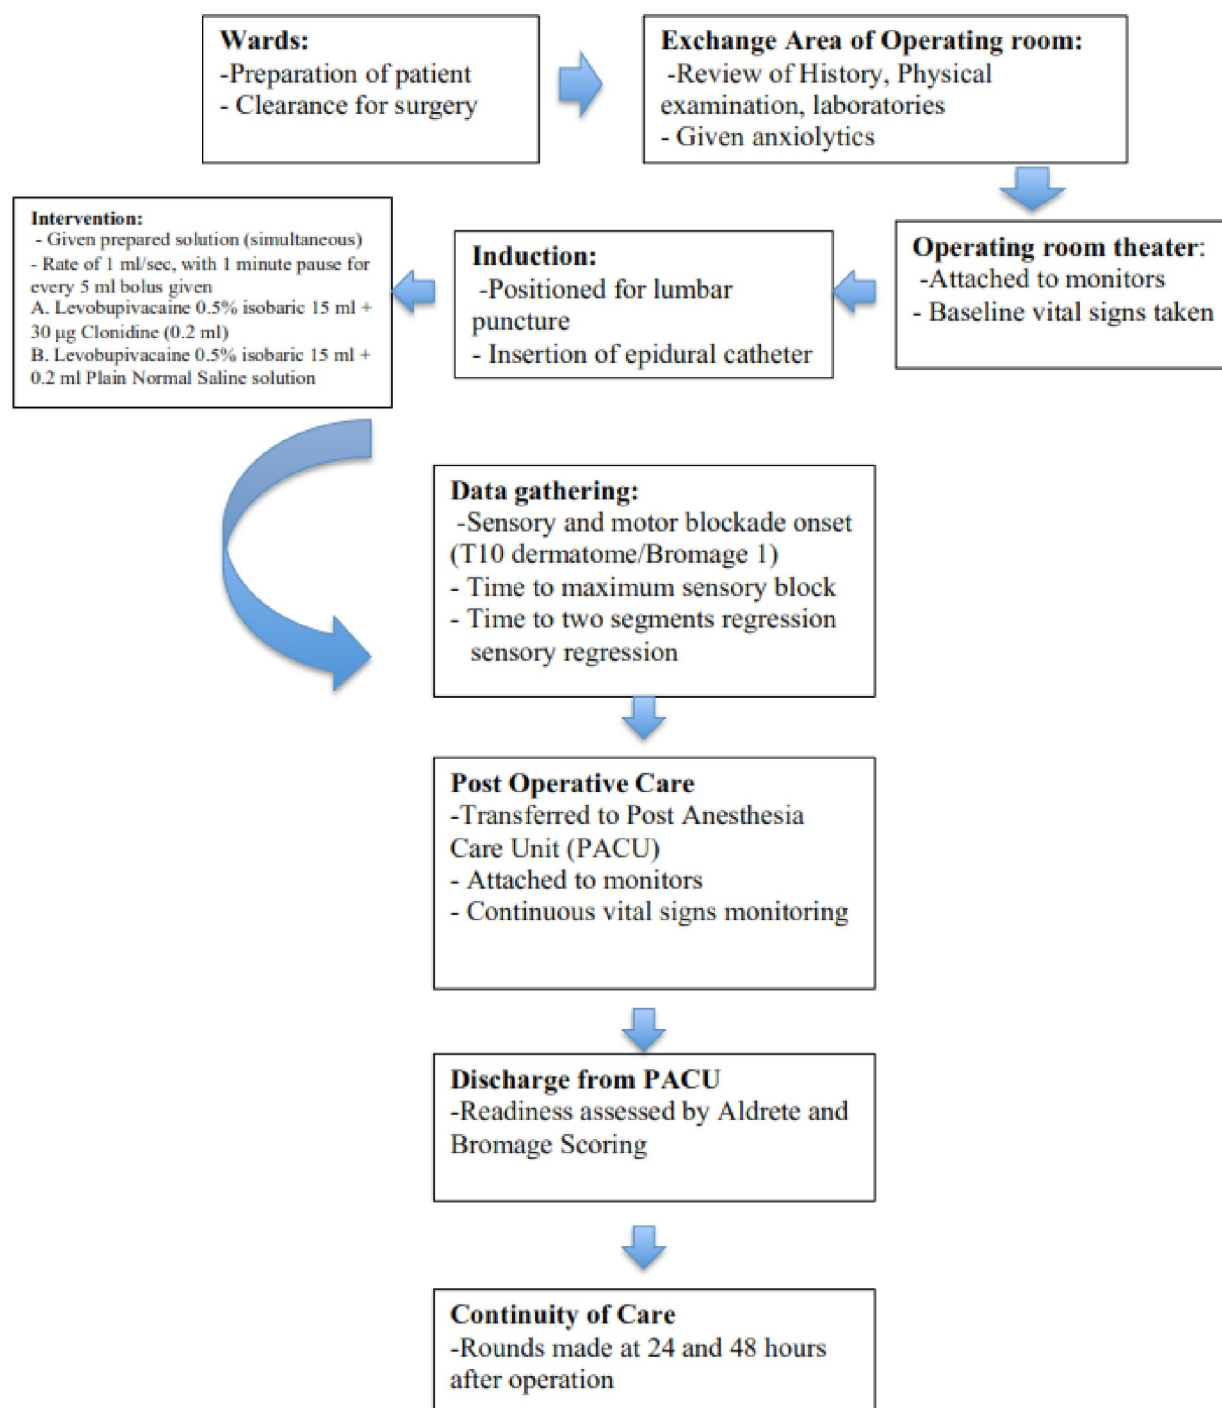 Wards:
-Preparation of patient
- Clearance for surgery
Exchange Area of Operating room:
-Review of History, Physical
examination, laboratories
- Given anxiolytics
Operating room theater:
-Attached to monitors
- Baseline vital signs taken
Induction:
-Positioned for lumbar
puncture
- Insertion of epidural catheter
Intervention:
- Given prepared solution (simultaneous)
- Rate of 1 ml/sec, with 1 minute pause for
every 5 ml bolus given
A. Levobupivacaine 0.5% isobaric 15 ml +
30 µg Clonidine (0.2 ml)
B. Levobupivacaine 0.5% isobaric 15 ml +
0.2 ml Plain Normal Saline solution
Data gathering:
-Sensory and motor blockade onset
(T10 dermatome/Bromage 1)
- Time to maximum sensory block
- Time to two segments regression
sensory regression
Post Operative Care
-Transferred to Post Anesthesia
Care Unit (PACU)
- Attached to monitors
- Continuous vital signs monitoring
Discharge from PACU
-Readiness assessed by Aldrete and
Bromage Scoring
Continuity of Care
-Rounds made at 24 and 48 hours
after operation